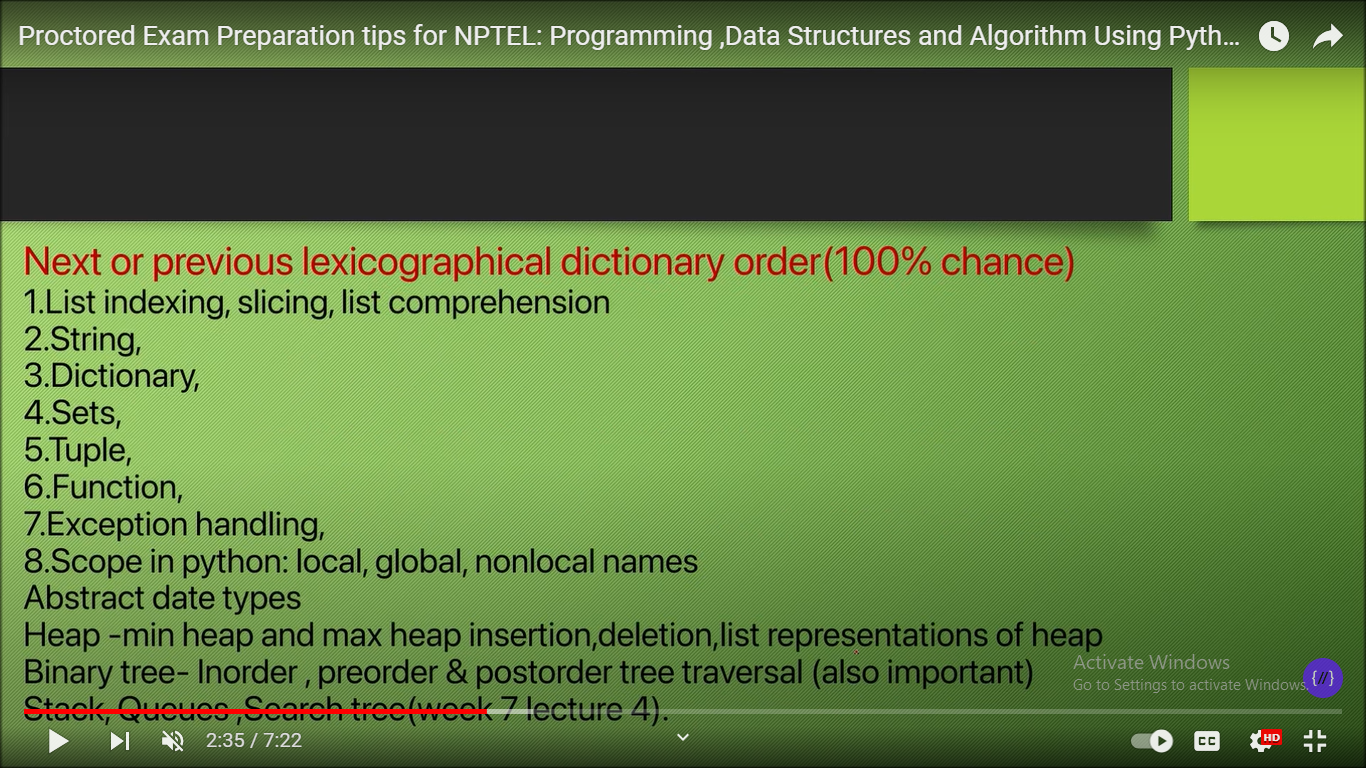 Proctored Exam Preparation tips for NPTEL: Programming ,Data Structures and Algorithm Using Pyth...
Next or previous lexicographical dictionary order(100% chance)
1.List indexing, slicing, list comprehension
2.String,
3.Dictionary,
4.Sets,
5.Tuple,
6.Function,
7.Exception handling,
8.Scope in python: local, global, nonlocal names
Abstract date types
Heap -min heap and max heap insertion,deletion,list representations of heap
Binary tree- Inorder , preorder & postorder tree traversal (also important)
Activate Windows
Go to Settings to activate Windows.
{//}
Stack, Queues ,Search tree(week 7 lecture 4).
2:35 / 7:22
CC
HD